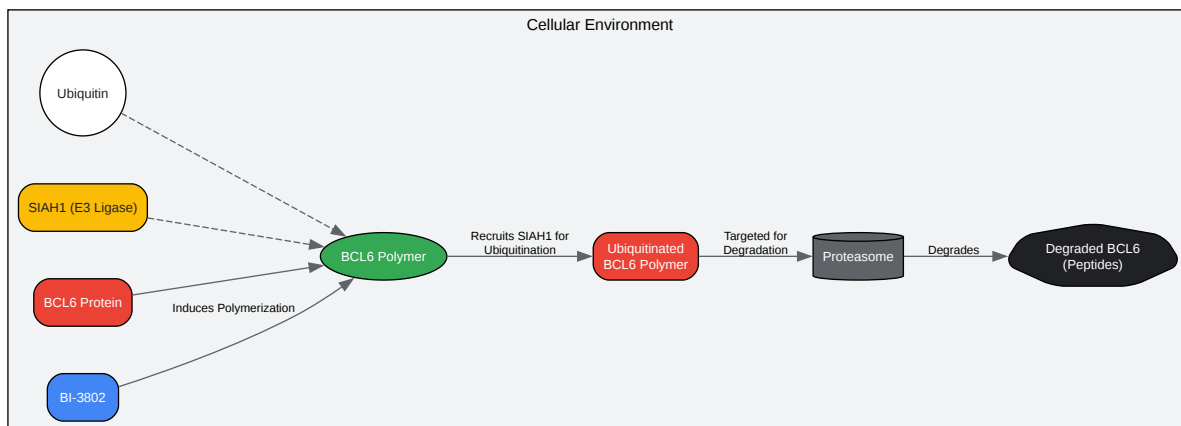 Cellular Environment
Ubiquitin
SIAH1 (E3 Ligase)
BCL6 Protein
BI-3802
Induces Polymerization
BCL6 Polymer
Recruits SIAH1 for
Ubiquitination
Ubiquitinated
BCL6 Polymer
Targeted for
Degradation
Proteasome
Degrades
Degraded BCL6
(Peptides)